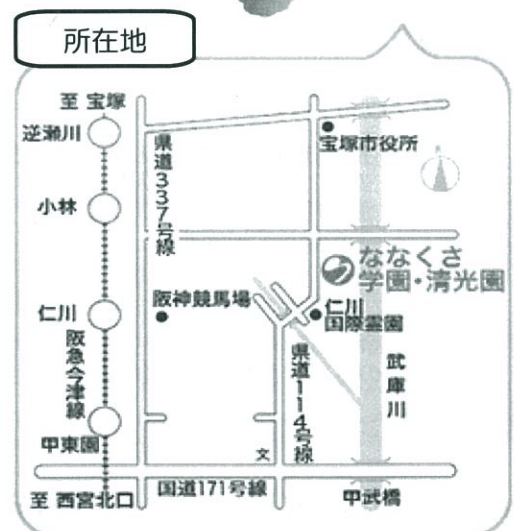 所在地
至 宝塚
逆瀬川
宝塚市役所
県道337号線
小林
ななくさ
学園・清光園
阪神競馬場
仁川
仁川
国際霊園
阪急今津線
県道114号線
武庫川
甲東園
文
国道171号線
至 西宮北口
甲武橋